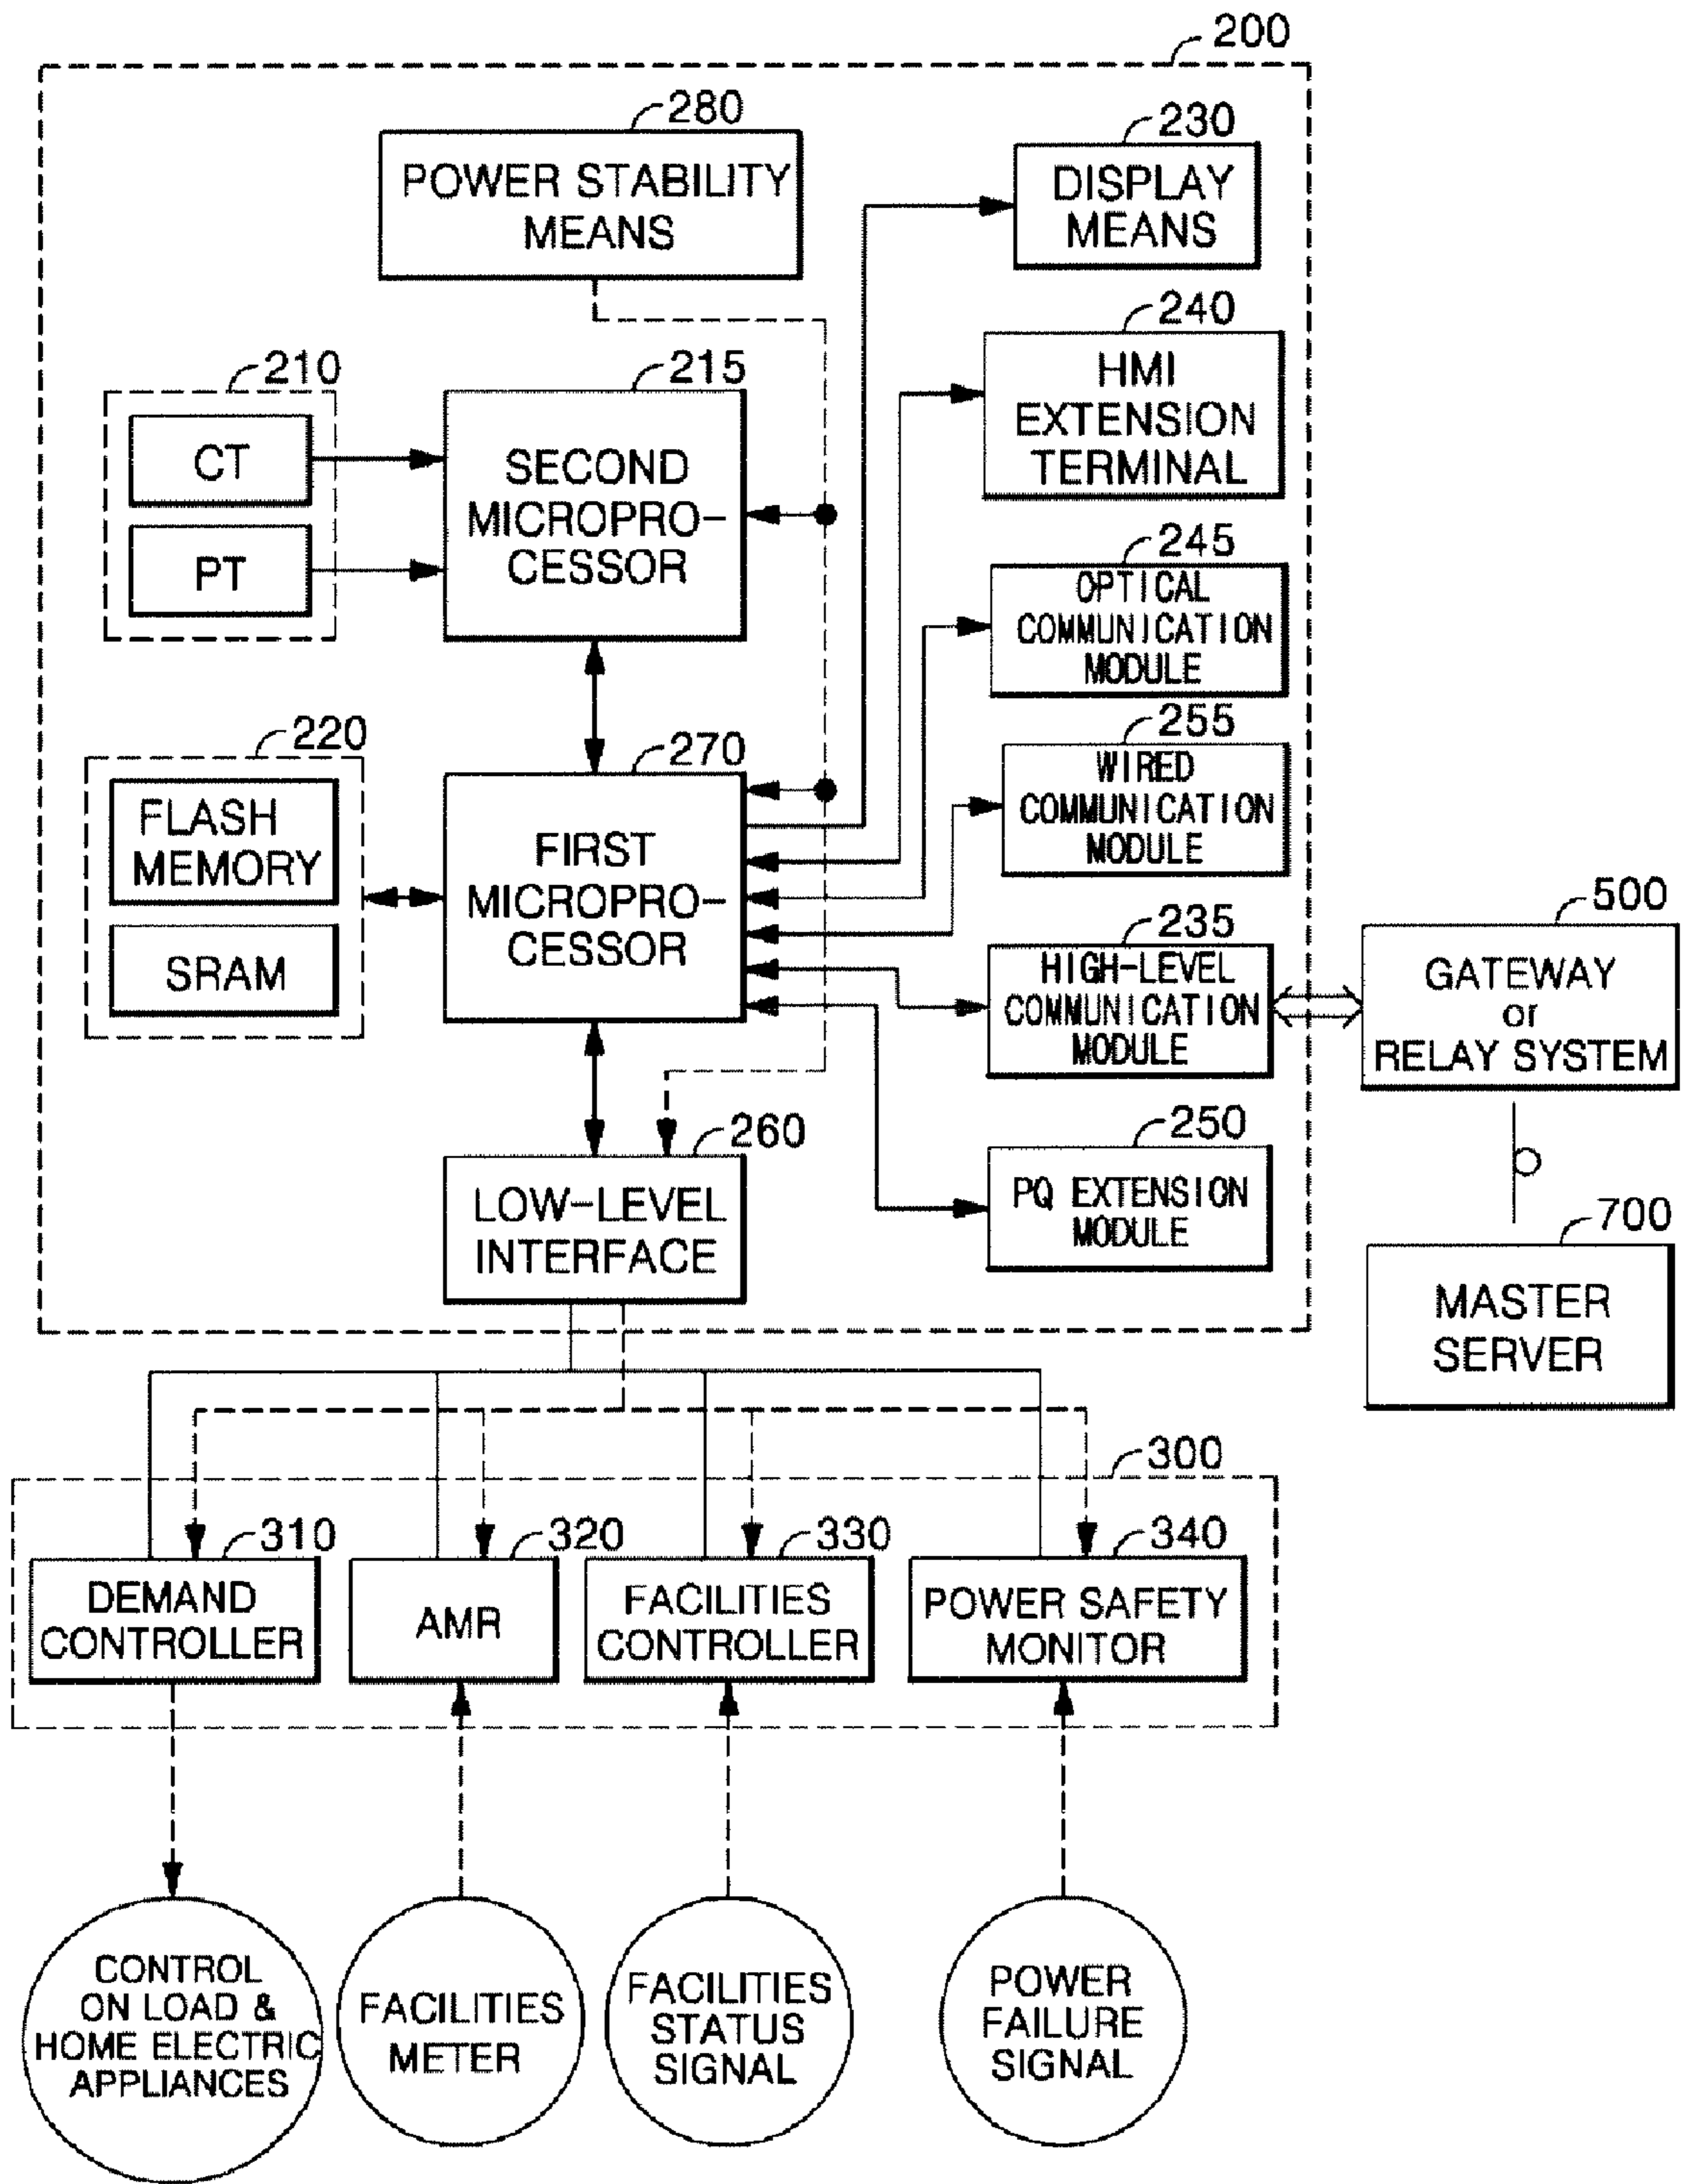 200
280
POWER STABILITY
MEANS
230
DISPLAY
MEANS
240
HMI
EXTENSION
TERMINAL
210
CT
PT
215
SECOND
MICROPRO-
CESSOR
245
OPTICAL
COMMUNICATION
MODULE
255
WIRED
COMMUNICATION
MODULE
220
FLASH
MEMORY
SRAM
270
FIRST
MICROPRO-
CESSOR
235
HIGH-LEVEL
COMMUNICATION
MODULE
500
GATEWAY
or
RELAY SYSTEM
260
LOW-LEVEL
INTERFACE
250
PQ EXTENSION
MODULE
700
MASTER
SERVER
300
310
DEMAND
CONTROLLER
320
AMR
330
FACILITIES
CONTROLLER
340
POWER SAFETY
MONITOR
CONTROL
ON LOAD &
HOME ELECTRIC
APPLIANCES
FACILITIES
METER
FACILITIES
STATUS
SIGNAL
POWER
FAILURE
SIGNAL